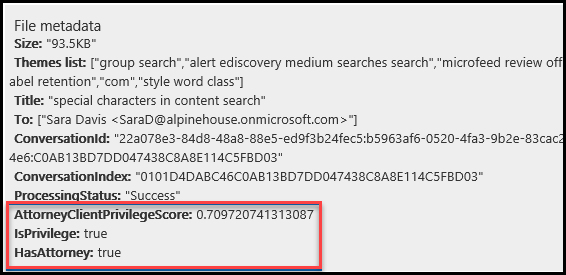 File metadata
Size: "93.5KB"
Themes list: ["group search","alert ediscovery medium searches search","microfeed review off
abel retention","com","style word class"]
Title: "special characters in content search"
To: ["Sara Davis <SaraD@alpinehouse.onmicrosoft.com>"]
ConversationId: "22a078e3-84d8-48a8-88e5-ed9f3b24fec5:b5963af6-0520-4fa3-9b2e-83cac2
4e6:C0AB13BD7DD047438C8A8E114C5FBD03"
ConversationIndex: "0101D4DABC46C0AB13BD7DD047438C8A8E114C5FBD03"
ProcessingStatus: "Success"
AttorneyClientPrivilegeScore: 0.709720741313087
IsPrivilege: true
HasAttorney: true